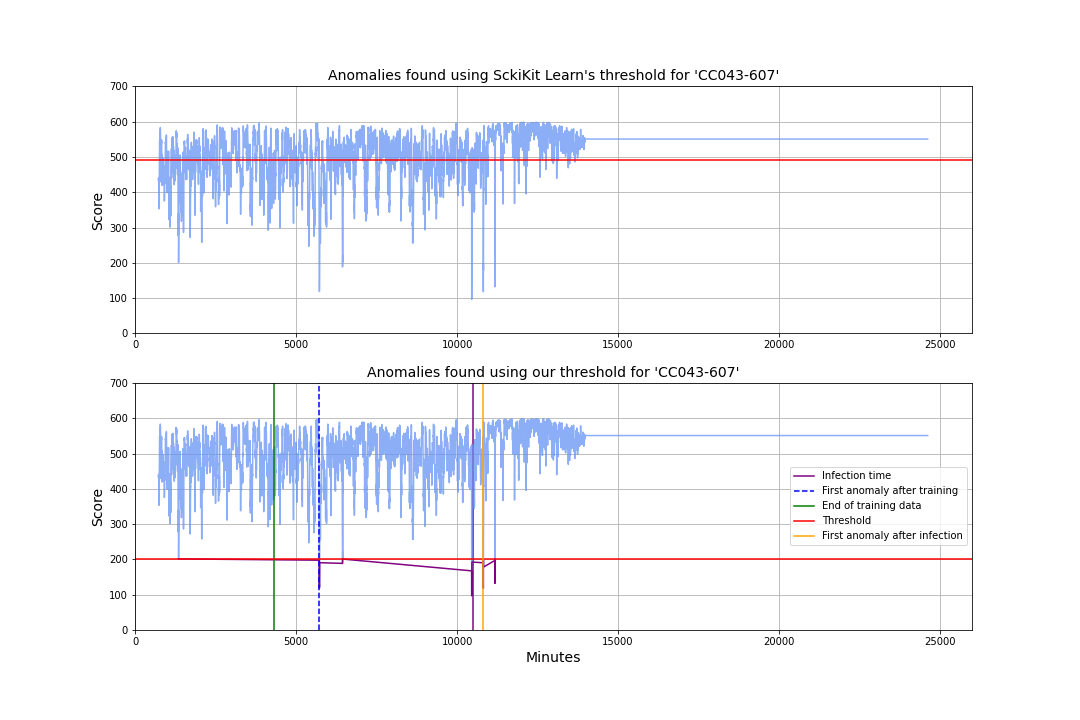 Anomalies found using SckiKit Learn's threshold for 'CC043-607'
700
600
500
400
300
200
100
0
Score
0 5000 10000 15000 20000 25000
Anomalies found using our threshold for 'CC043-607'
700
600
500
400
300
200
100
0
Score
Infection time
First anomaly after training
End of training data
Threshold
First anomaly after infection
0 5000 10000 15000 20000 25000
Minutes